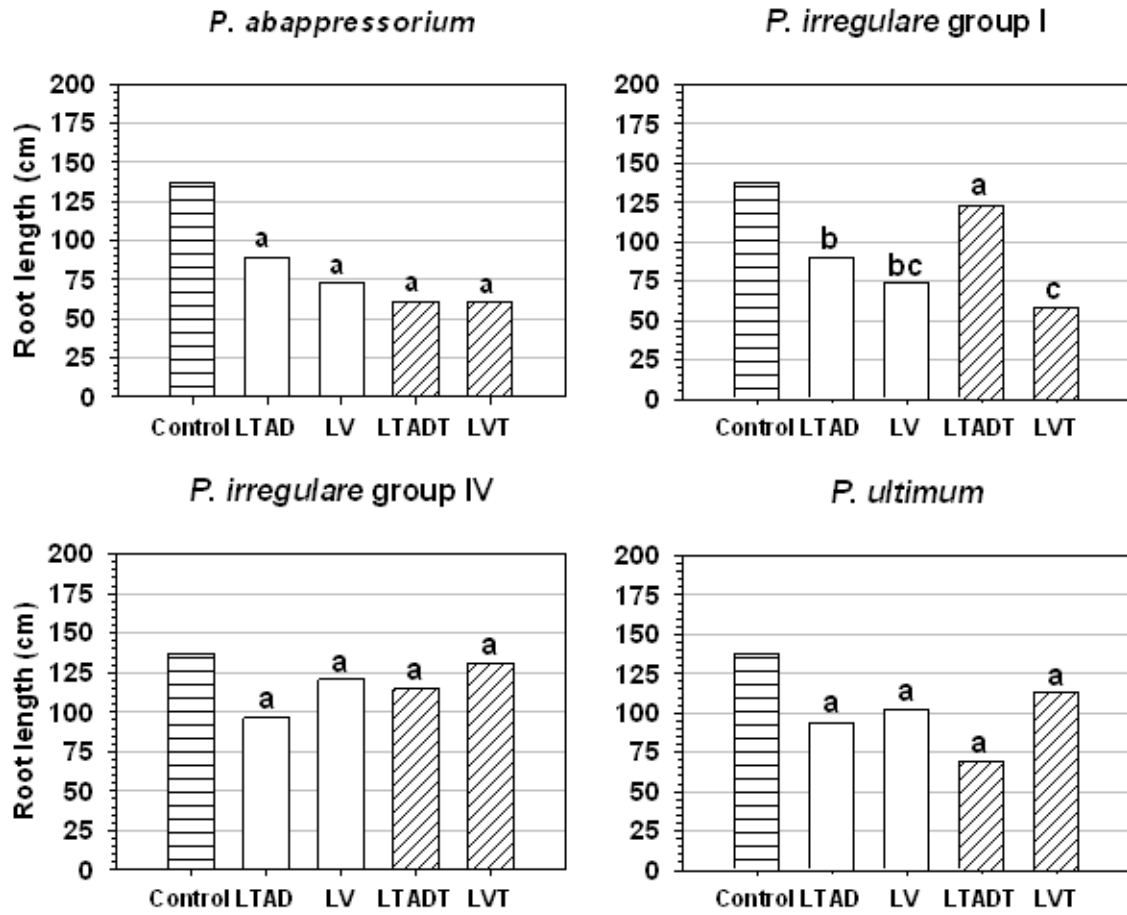 P. abappressorium
Root length (cm)
200
175
150
125
100
75
50
25
0
a
a
a
a
Control LTAD LV LTADT LVT
P. irregulare group I
200
175
150
125
100
75
50
25
0
b
bc
a
c
Control LTAD LV LTADT LVT
P. irregulare group IV
Root length (cm)
200
175
150
125
100
75
50
25
0
a
a
a
a
Control LTAD LV LTADT LVT
P. ultimum
200
175
150
125
100
75
50
25
0
a
a
a
a
Control LTAD LV LTADT LVT